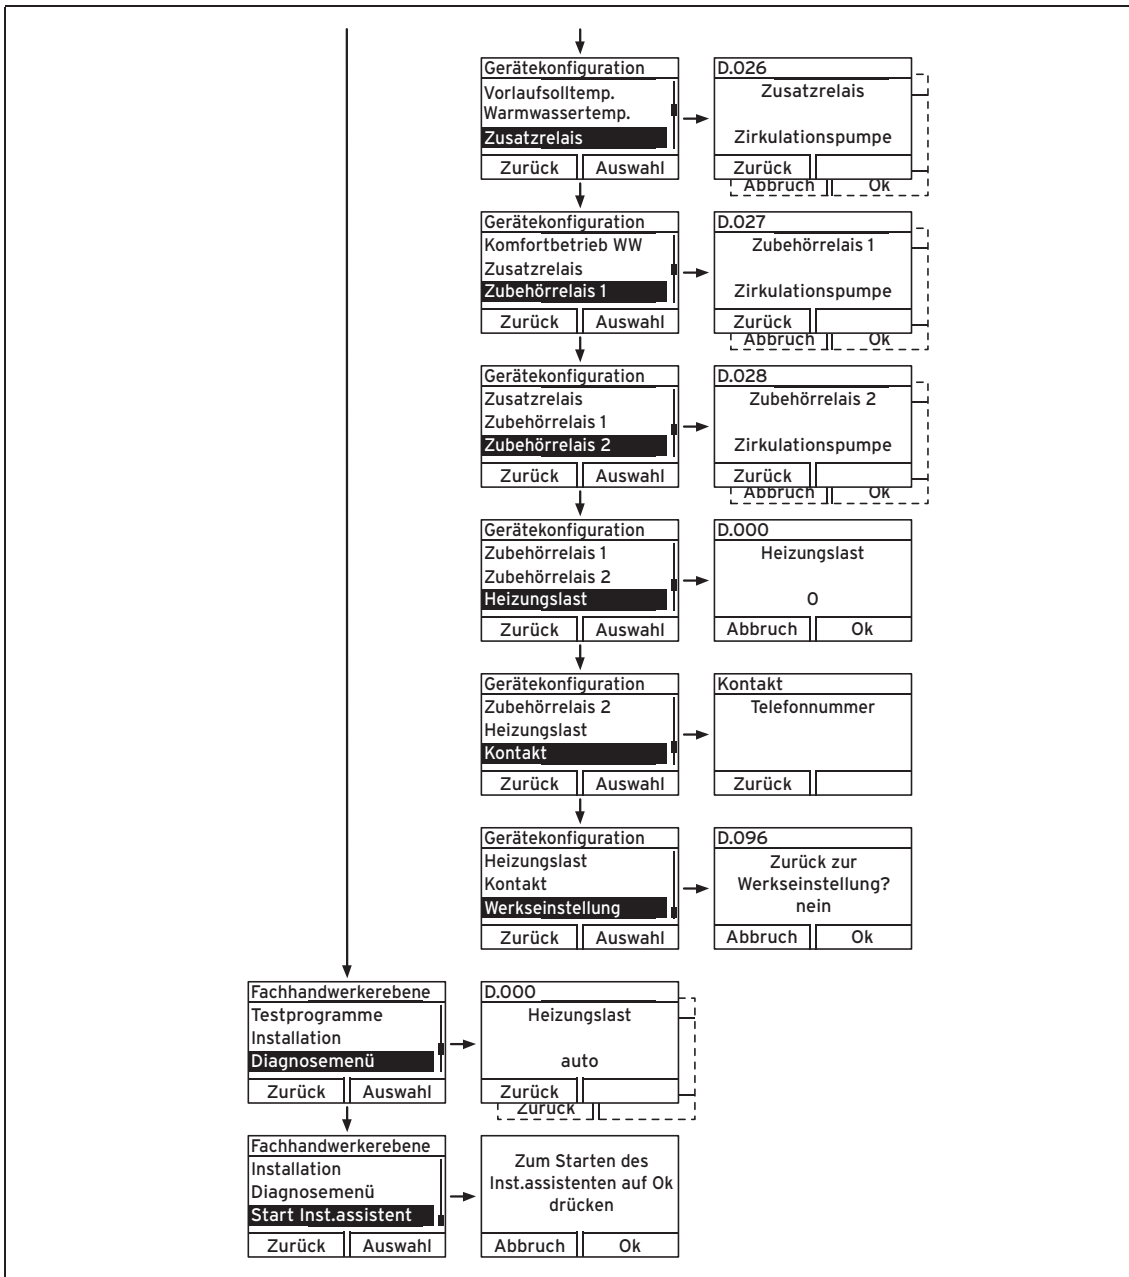 Gerätekonfiguration
Vorlaufsolltemp.
Warmwassertemp.
Zusatzrelais
Zurück Auswahl
D.026
Zusatzrelais
Zirkulationspumpe
Zurück
Abbruch Ok
Gerätekonfiguration
Komfortbetrieb WW
Zusatzrelais
Zubehörrelais 1
Zurück Auswahl
D.027
Zubehörrelais 1
Zirkulationspumpe
Zurück
Abbruch Ok
Gerätekonfiguration
Zusatzrelais
Zubehörrelais 1
Zubehörrelais 2
Zurück Auswahl
D.028
Zubehörrelais 2
Zirkulationspumpe
Zurück
Abbruch Ok
Gerätekonfiguration
Zubehörrelais 1
Zubehörrelais 2
Heizungslast
Zurück Auswahl
D.000
Heizungslast
0
Abbruch Ok
Gerätekonfiguration
Zubehörrelais 2
Heizungslast
Kontakt
Zurück Auswahl
Kontakt
Telefonnummer
Zurück
Gerätekonfiguration
Heizungslast
Kontakt
Werkseinstellung
Zurück Auswahl
D.096
Zurück zur
Werkseinstellung?
nein
Abbruch Ok
Fachhandwerkerebene
Testprogramme
Installation
Diagnosemenü
Zurück Auswahl
D.000
Heizungslast
auto
Zurück
Zurück
Fachhandwerkerebene
Installation
Diagnosemenü
Start Inst.assistent
Zurück Auswahl
Zum Starten des
Inst.assistenten auf Ok
drücken
Abbruch Ok